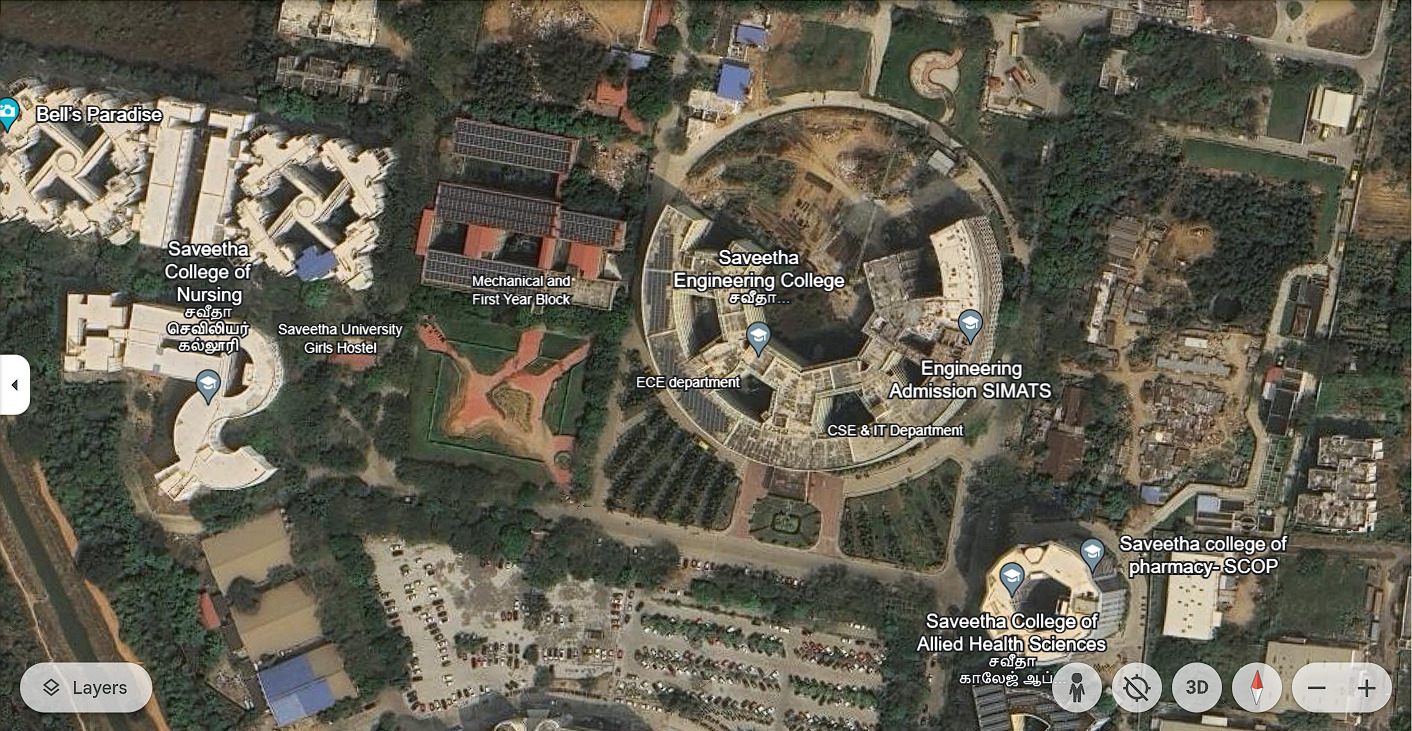 Bell's Paradise
Saveetha
College of
Nursing
சவீதா
செவிலியர்
கல்லூரி
Saveetha University
Girls Hostel
Mechanical and
First Year Block
Saveetha
Engineering College
சவீதா...
ECE department
Engineering
Admission SIMATS
CSE & IT Department
Saveetha college of
pharmacy- SCOP
Saveetha College of
Allied Health Sciences
சவீதா
காலேஜ் ஆப்...
Layers
3D